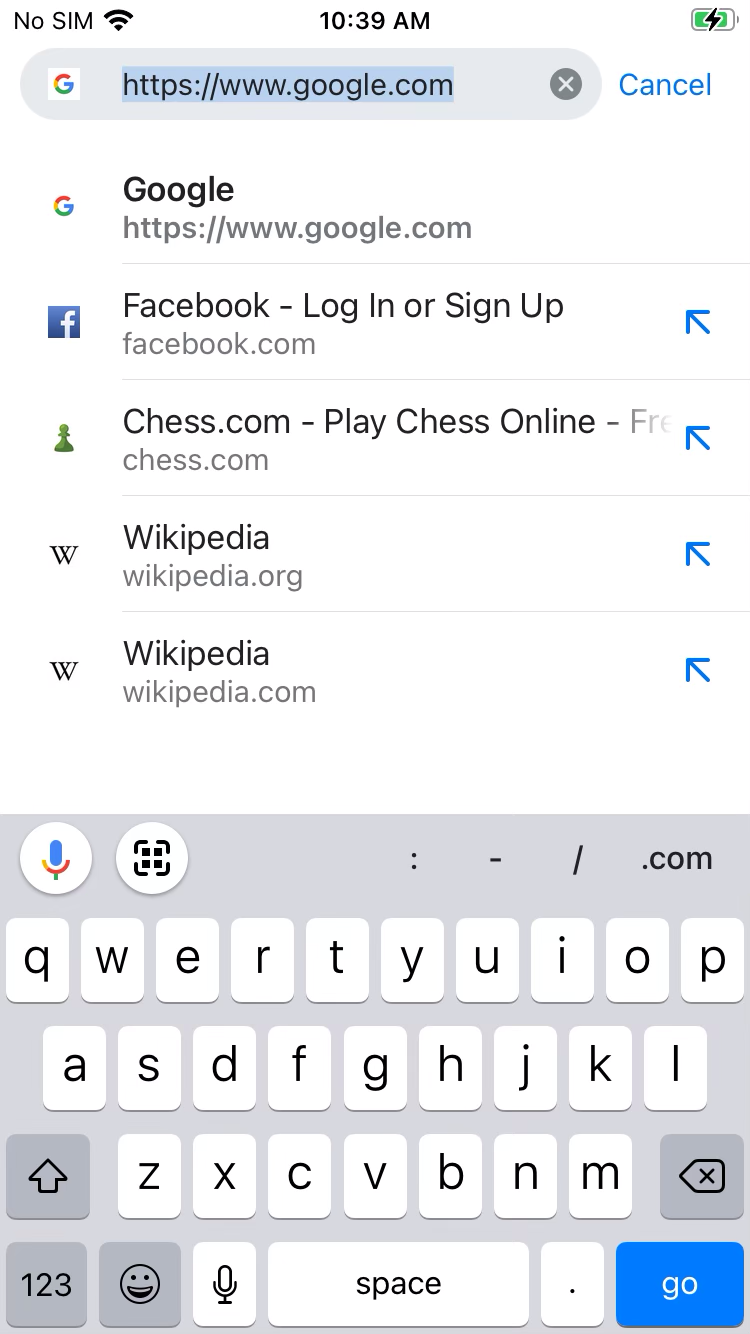 No SIM 10:39 AM
https://www.google.com Cancel
Google
https://www.google.com
Facebook - Log In or Sign Up
facebook.com
Chess.com - Play Chess Online - Fre
chess.com
Wikipedia
wikipedia.org
Wikipedia
wikipedia.com
: - / .com
q w e r t y u i o p
a s d f g h j k l
z x c v b n m
123 space . go